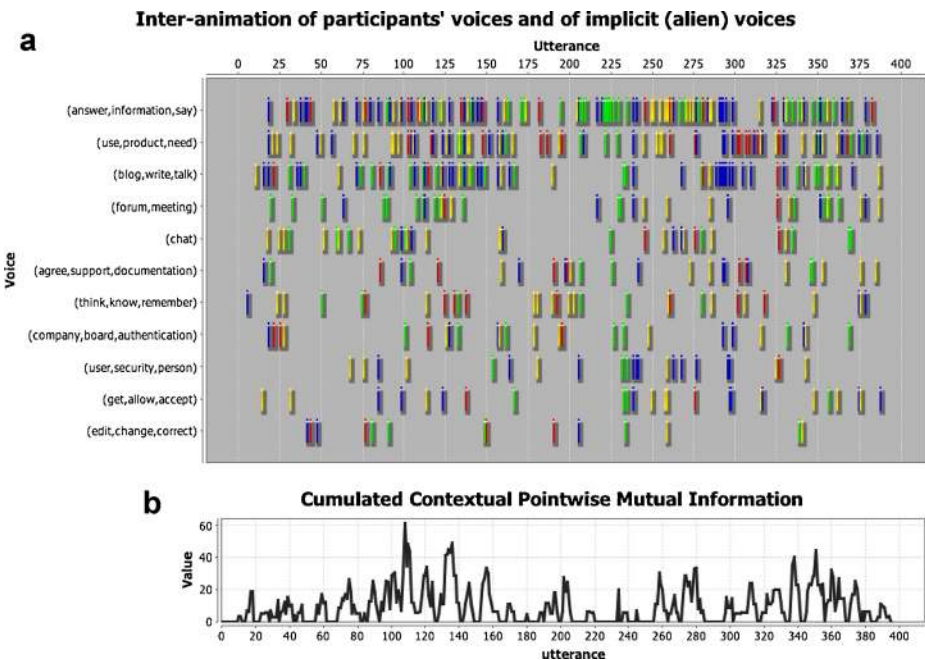 Inter-animation of participants' voices and of implicit (alien) voices
a
Utterance
0 25 50 75 100 125 150 175 200 225 250 275 300 325 350 375 400
Voice
(answer,information,say)
(use,product,need)
(blog,write,talk)
(forum,meeting)
(chat)
(agree,support,documentation)
(think,know,remember)
(company,board,authentication)
(user,security,person)
(get,allow,accept)
(edit,change,correct)
b
Cumulated Contextual Pointwise Mutual Information
Value
60
40
20
0
0 20 40 60 80 100 120 140 160 180 200 220 240 260 280 300 320 340 360 380 400
utterance